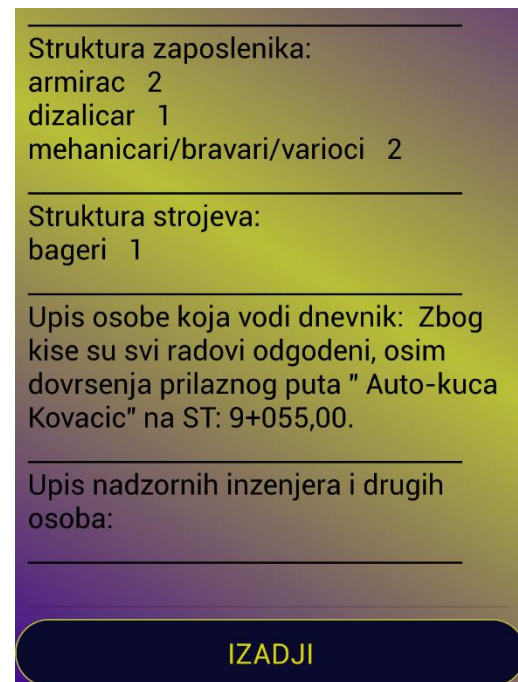 Struktura zaposlenika:
armirac 2
dizalicar 1
mehanicari/bravari/varioci 2
Struktura strojeva:
bageri 1
Upis osobe koja vodi dnevnik: Zbog
kise su svi radovi odgodeni, osim
dovrsenja prilaznog puta " Auto-kuca
Kovacic" na ST: 9+055,00.
Upis nadzornih inzenjera i drugih
osoba:
IZADJI